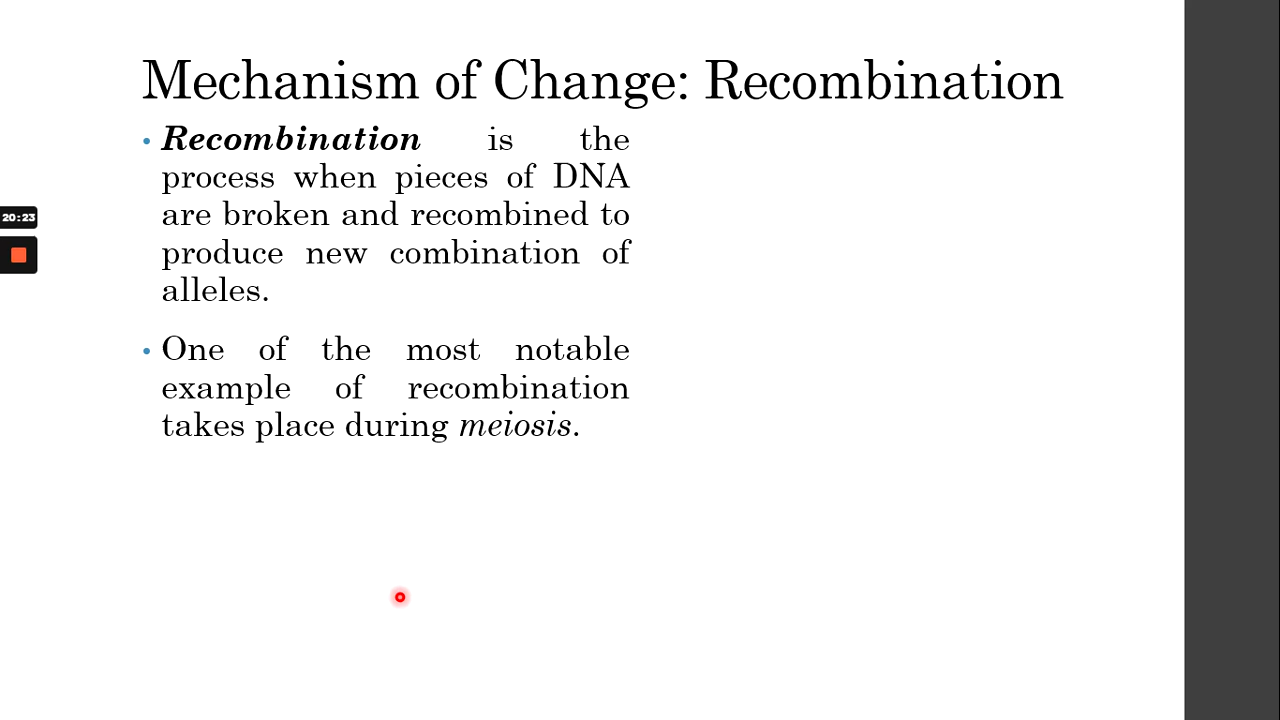 Mechanism of Change: Recombination
• Recombination is the
process when pieces of DNA
are broken and recombined to
produce new combination of
alleles.
• One of the most notable
example of recombination
takes place during meiosis.
20:23